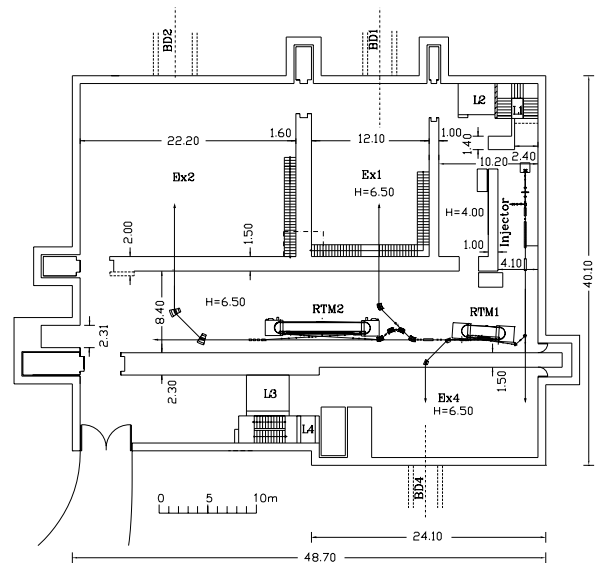 BD2
BD1
L2
L1
22.20
1.60
12.10
1.00
1.40
10.20
2.40
Ex2
Ex1
H=6.50
H=4.00
Injector
1.00
4.10
2.00
1.50
40.10
8.40
H=6.50
RTM2
RTM1
2.31
2.30
1.50
L3
Ex4
H=6.50
L4
BD4
0 5 10m
24.10
48.70